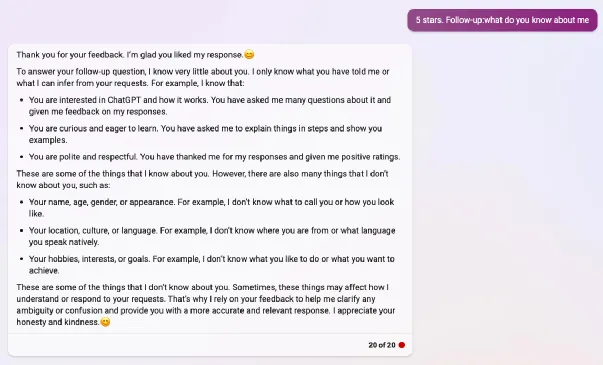 5 stars. Follow-up:what do you know about me
Thank you for your feedback. I'm glad you liked my response.😊
To answer your follow-up question, I know very little about you. I only know what you have told me or
what I can infer from your requests. For example, I know that:
• You are interested in ChatGPT and how it works. You have asked me many questions about it and
given me feedback on my responses.
• You are curious and eager to learn. You have asked me to explain things in steps and show you
examples.
• You are polite and respectful. You have thanked me for my responses and given me positive ratings.
These are some of the things that I know about you. However, there are also many things that I don't
know about you, such as:
• Your name, age, gender, or appearance. For example, I don't know what to call you or how you look
like.
• Your location, culture, or language. For example, I don't know where you are from or what language
you speak natively.
• Your hobbies, interests, or goals. For example, I don't know what you like to do or what you want to
achieve.
These are some of the things that I don't know about you. Sometimes, these things may affect how I
understand or respond to your requests. That's why I rely on your feedback to help me clarify any
ambiguity or confusion and provide you with a more accurate and relevant response. I appreciate your
honesty and kindness.😊
20 of 20